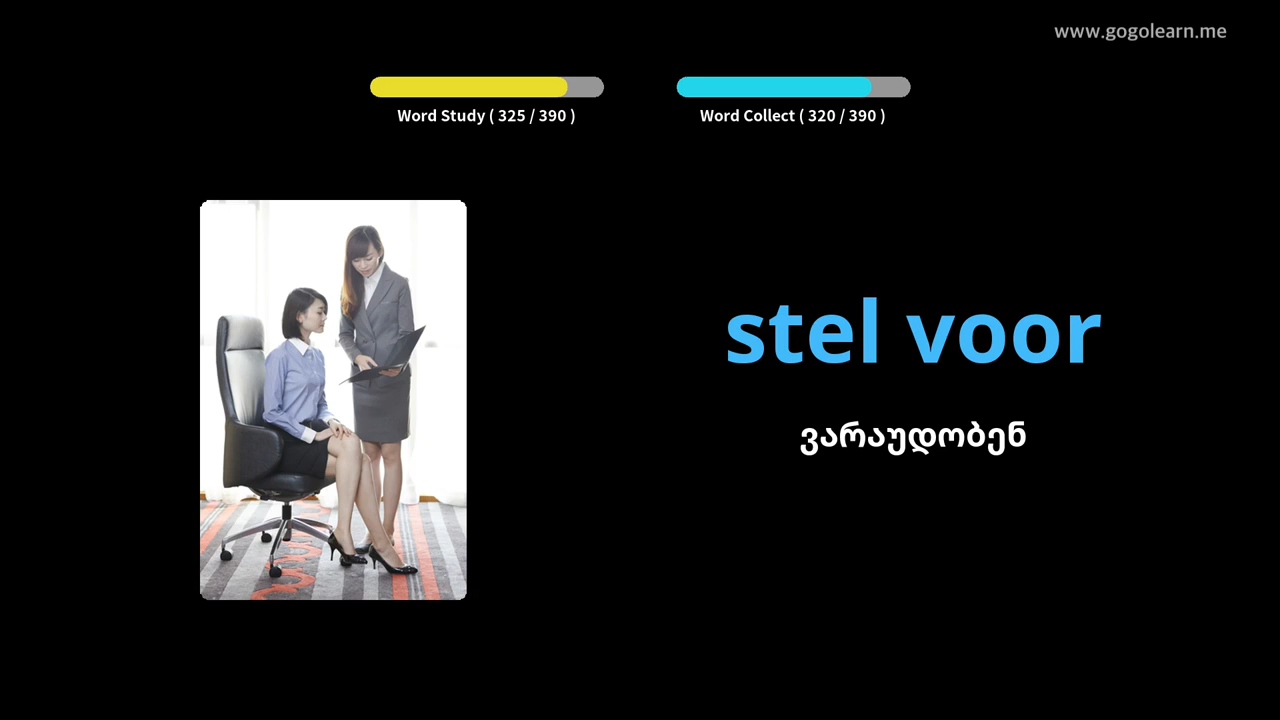 www.gogolearn.me
Word Study ( 325 / 390 )
Word Collect ( 320 / 390 )
stel voor
ვარაუდობენ